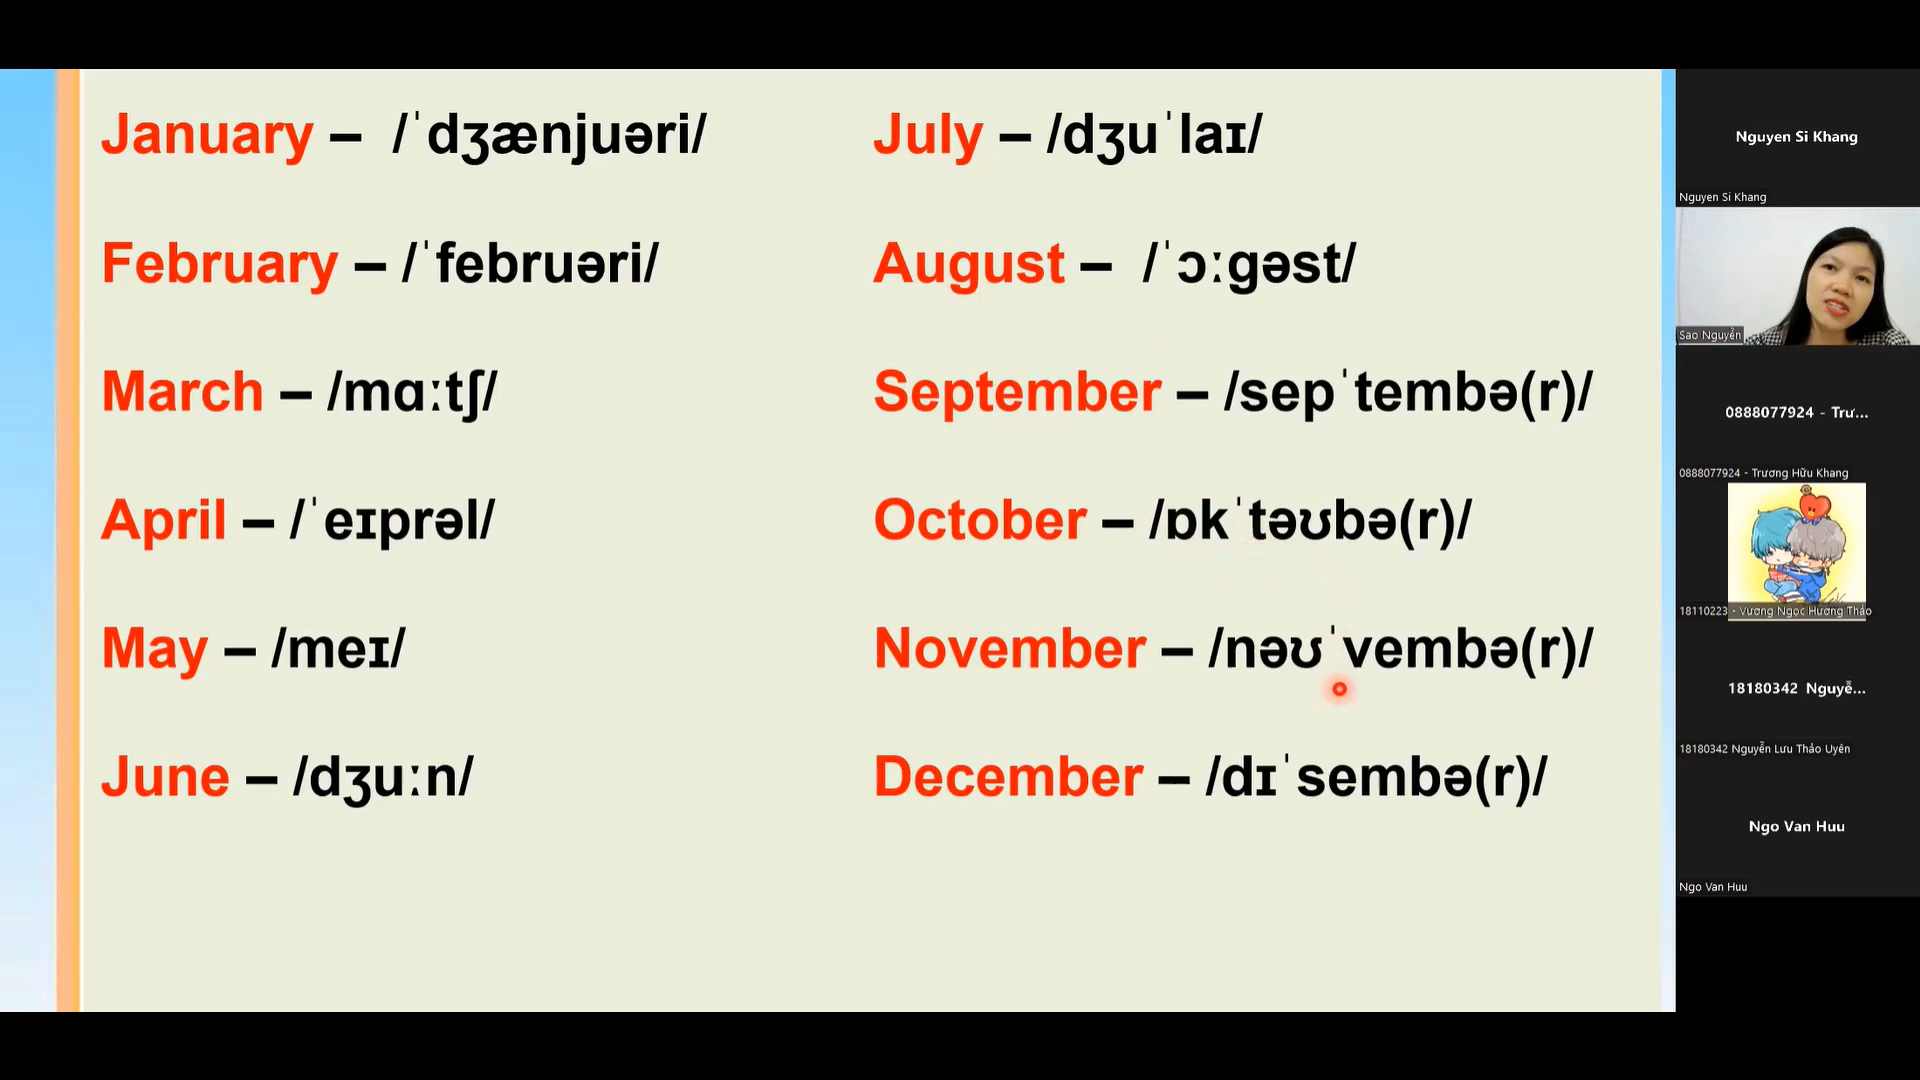 January – /ˈdʒænjuəri/
February – /ˈfebruəri/
March – /mɑːtʃ/
April – /ˈeɪprəl/
May – /meɪ/
June – /dʒuːn/
July – /dʒuˈlaɪ/
August – /ˈɔːgəst/
September – /sepˈtembə(r)/
October – /ɒkˈtəʊbə(r)/
November – /nəʊˈvembə(r)/
December – /dɪˈsembə(r)/
Nguyen Si Khang
Nguyen Si Khang
Sao Nguyễn
0888077924 - Trư...
0888077924 - Trương Hữu Khang
18110223 - Vương Ngọc Hương Thảo
18180342 Nguyễ...
18180342 Nguyễn Lưu Thảo Uyên
Ngo Van Huu
Ngo Van Huu